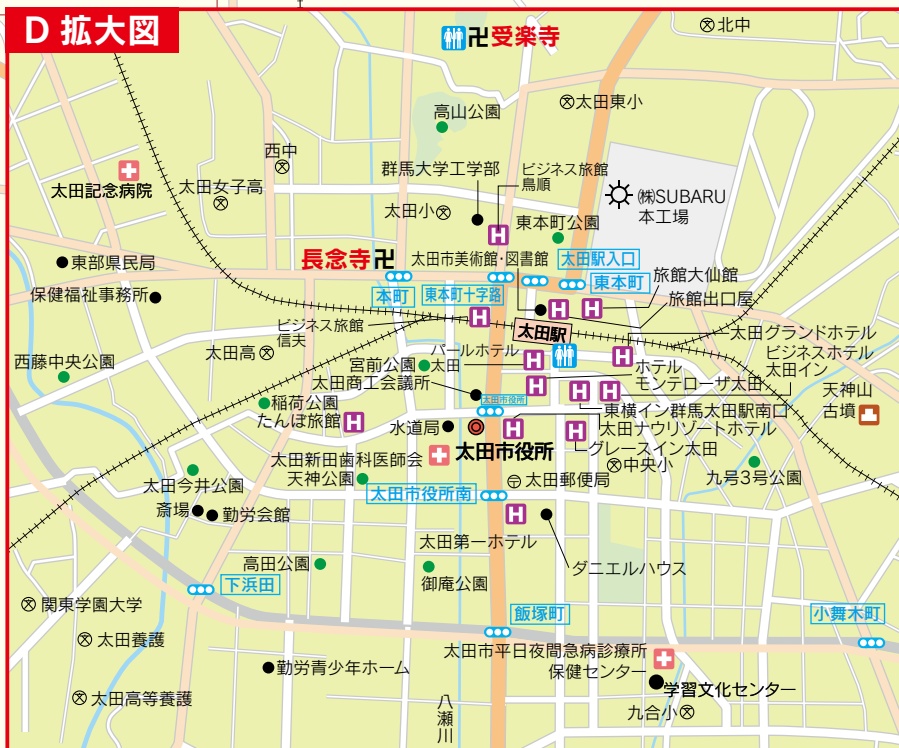 D 拡大図
卍受楽寺
北中
太田東小
高山公園
西中
群馬大学工学部
ビジネス旅館
鳥順
太田記念病院
太田女子高
太田小
㈱SUBARU
本工場
東本町公園
長念寺卍
太田市美術館・図書館
太田駅入口
東部県民局
本町
東本町十字路
東本町
旅館大仙館
保健福祉事務所
旅館出口屋
ビジネス旅館
信夫
太田駅
太田グランドホテル
太田高
宮前公園
パールホテル
太田
ホテル
モンテローザ太田
ビジネスホテル
太田イン
西藤中央公園
太田商工会議所
天神山
古墳
稲荷公園
たんぽ旅館
太田市役所
東横イン群馬太田駅南口
水道局
太田市役所
太田ナウリゾートホテル
グレースイン太田
太田新田歯科医師会
中央小
天神公園
太田郵便局
九号3号公園
太田今井公園
太田市役所南
斎場
勤労会館
太田第一ホテル
ダニエルハウス
高田公園
御庵公園
下浜田
関東学園大学
飯塚町
小舞木町
太田養護
太田市平日夜間急病診療所
保健センター
勤労青少年ホーム
学習文化センター
太田高等養護
八瀬川
九合小